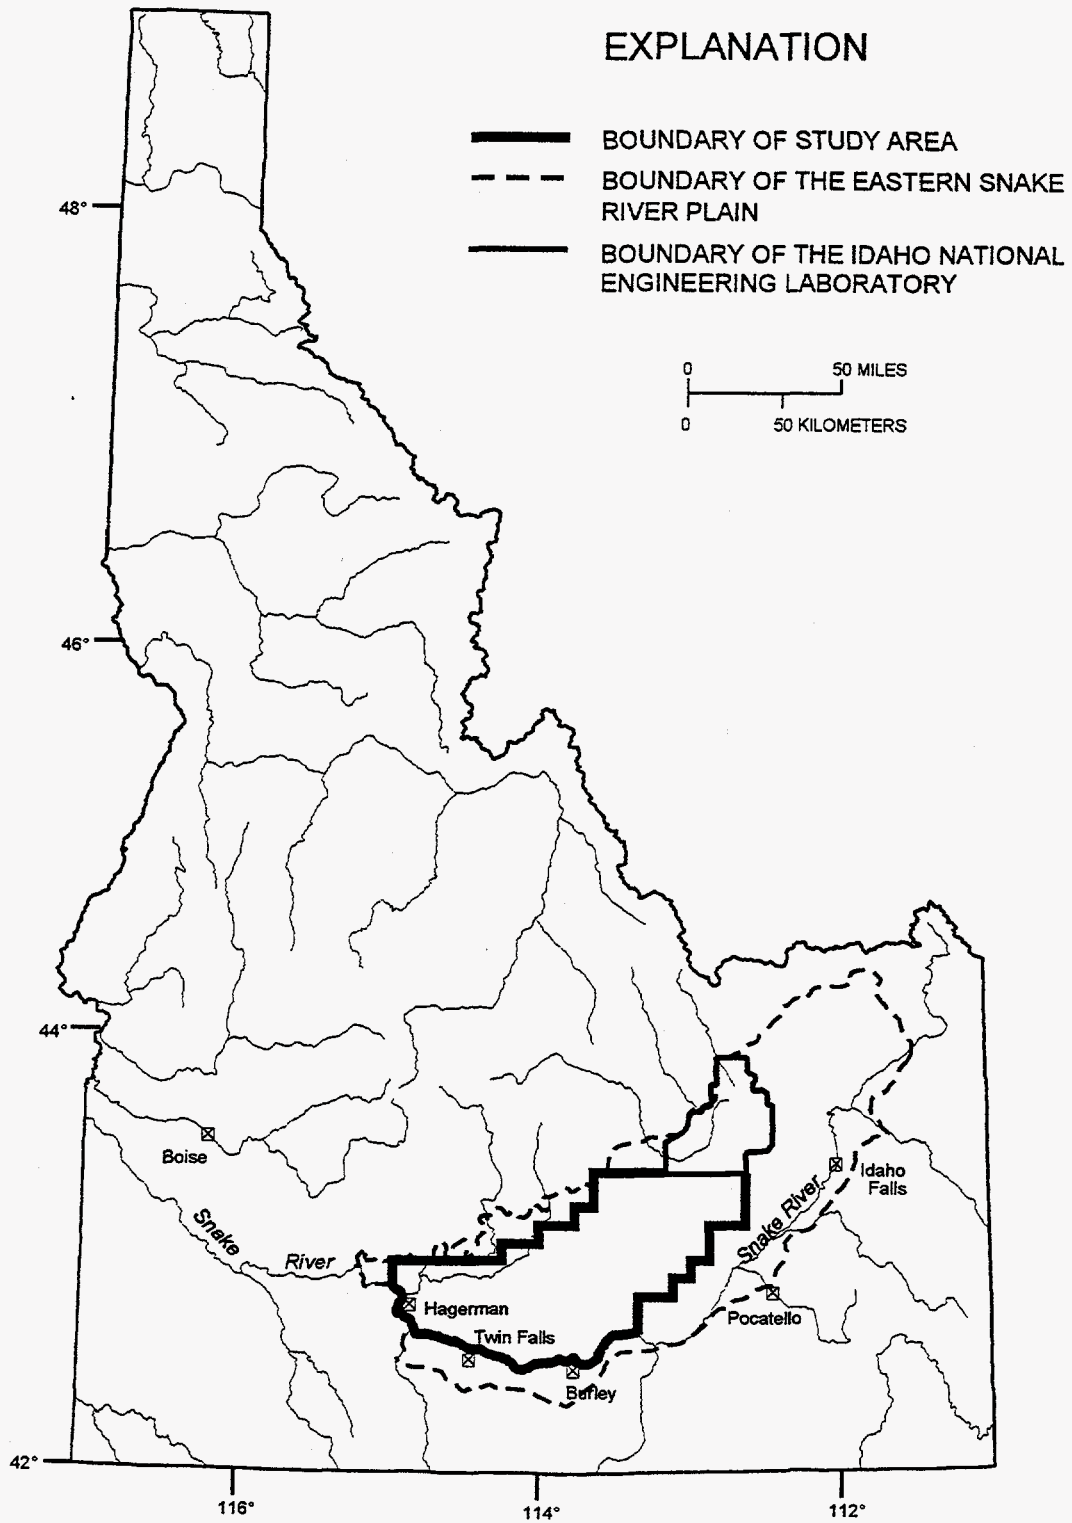 EXPLANATION
BOUNDARY OF STUDY AREA
BOUNDARY OF THE EASTERN SNAKE
RIVER PLAIN
BOUNDARY OF THE IDAHO NATIONAL
ENGINEERING LABORATORY
0 50 MILES
0 50 KILOMETERS
48°
46°
44°
42°
Boise
Snake River
Idaho
Falls
Snake River
Hagerman
Twin Falls
Pocatello
Burley
116° 114° 112°